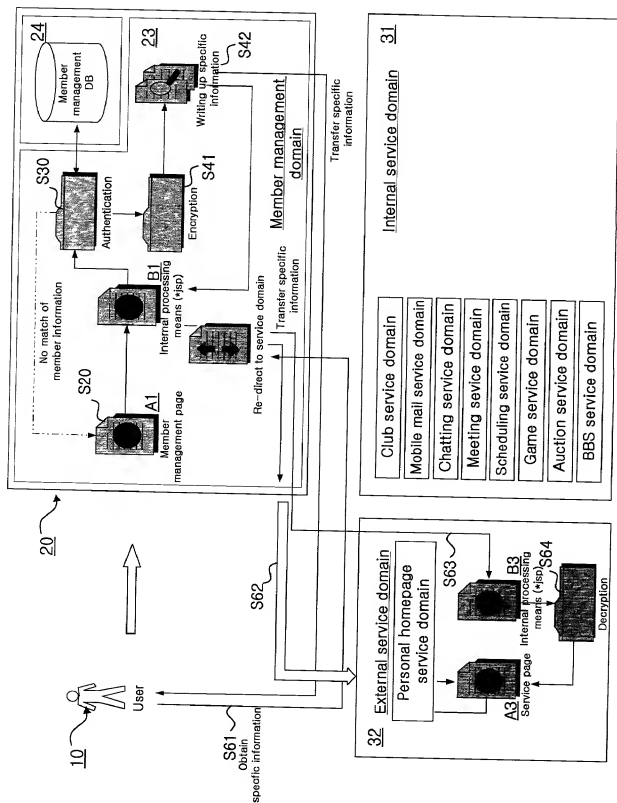 10
User
S61
Obtain
specfic information
20
S20
A1
Member
management page
No match of
member information
S30
Authentication
24
Member
management
DB
B1
Internal processing
means (*jsp)
Encryption
S41
23
S42
Writing up specific
information
Member management
domain
Re-direct to service domain
Transfer specific
information
Transfer specific
information
S62
S63
32
External service domain
Personal homepage
service domain
A3
Service page
B3
Internal processing
means (*jsp)
S64
Decryption
31
Internal service domain
Club service domain
Mobile mail service domain
Chatting service domain
Meeting sevice domain
Scheduling service domain
Game service domain
Auction service domain
BBS service domain